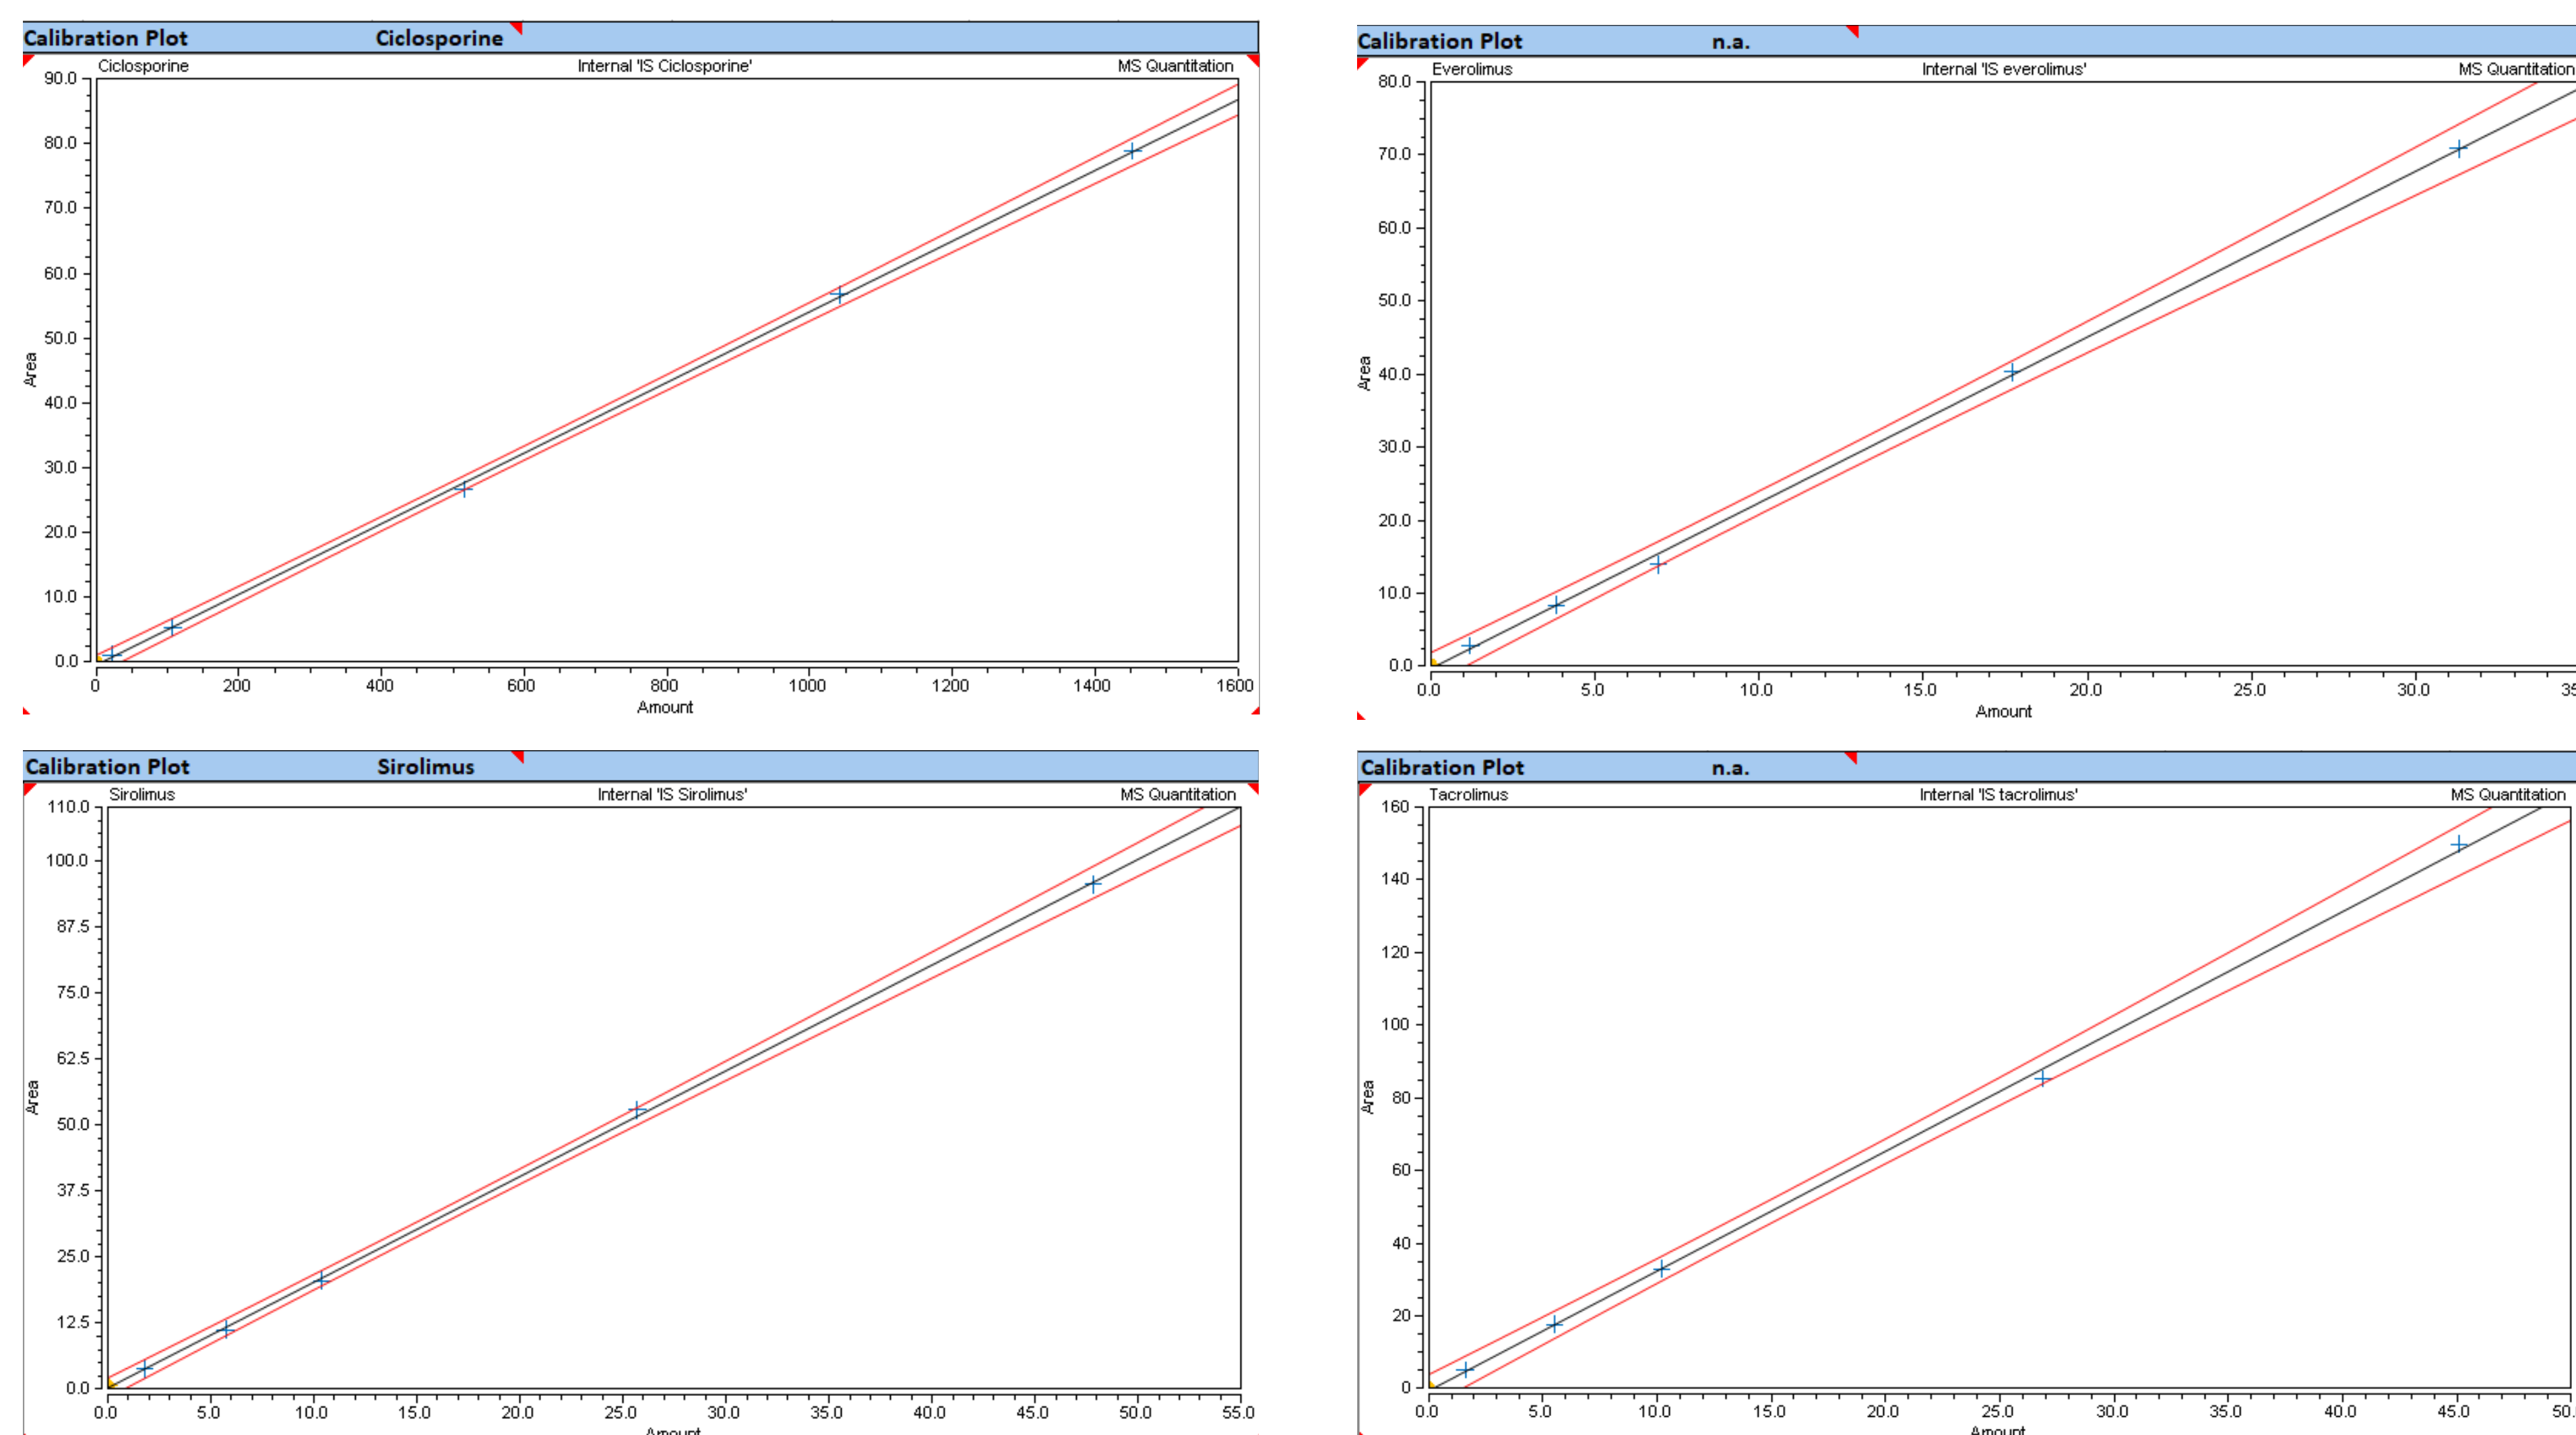 Calibration Plot Ciclosporine
Ciclosporine Internal 'IS Ciclosporine' MS Quantitation
90.0
80.0
70.0
60.0
50.0
40.0
30.0
20.0
10.0
0.0
Area
0 200 400 600 800 1000 1200 1400 1600
Amount
Calibration Plot n.a.
Everolimus Internal 'IS everolimus' MS Quantitation
80.0
70.0
60.0
50.0
40.0
30.0
20.0
10.0
0.0
Area
0.0 5.0 10.0 15.0 20.0 25.0 30.0
Amount
Calibration Plot Sirolimus
Sirolimus Internal 'IS Sirolimus' MS Quantitation
110.0
100.0
87.5
75.0
62.5
50.0
37.5
25.0
12.5
0.0
Area
0.0 5.0 10.0 15.0 20.0 25.0 30.0 35.0 40.0 45.0 50.0 55.0
Amount
Calibration Plot n.a.
Tacrolimus Internal 'IS tacrolimus' MS Quantitation
160
140
120
100
80
60
40
20
0
Area
0.0 5.0 10.0 15.0 20.0 25.0 30.0 35.0 40.0 45.0 50.
Amount